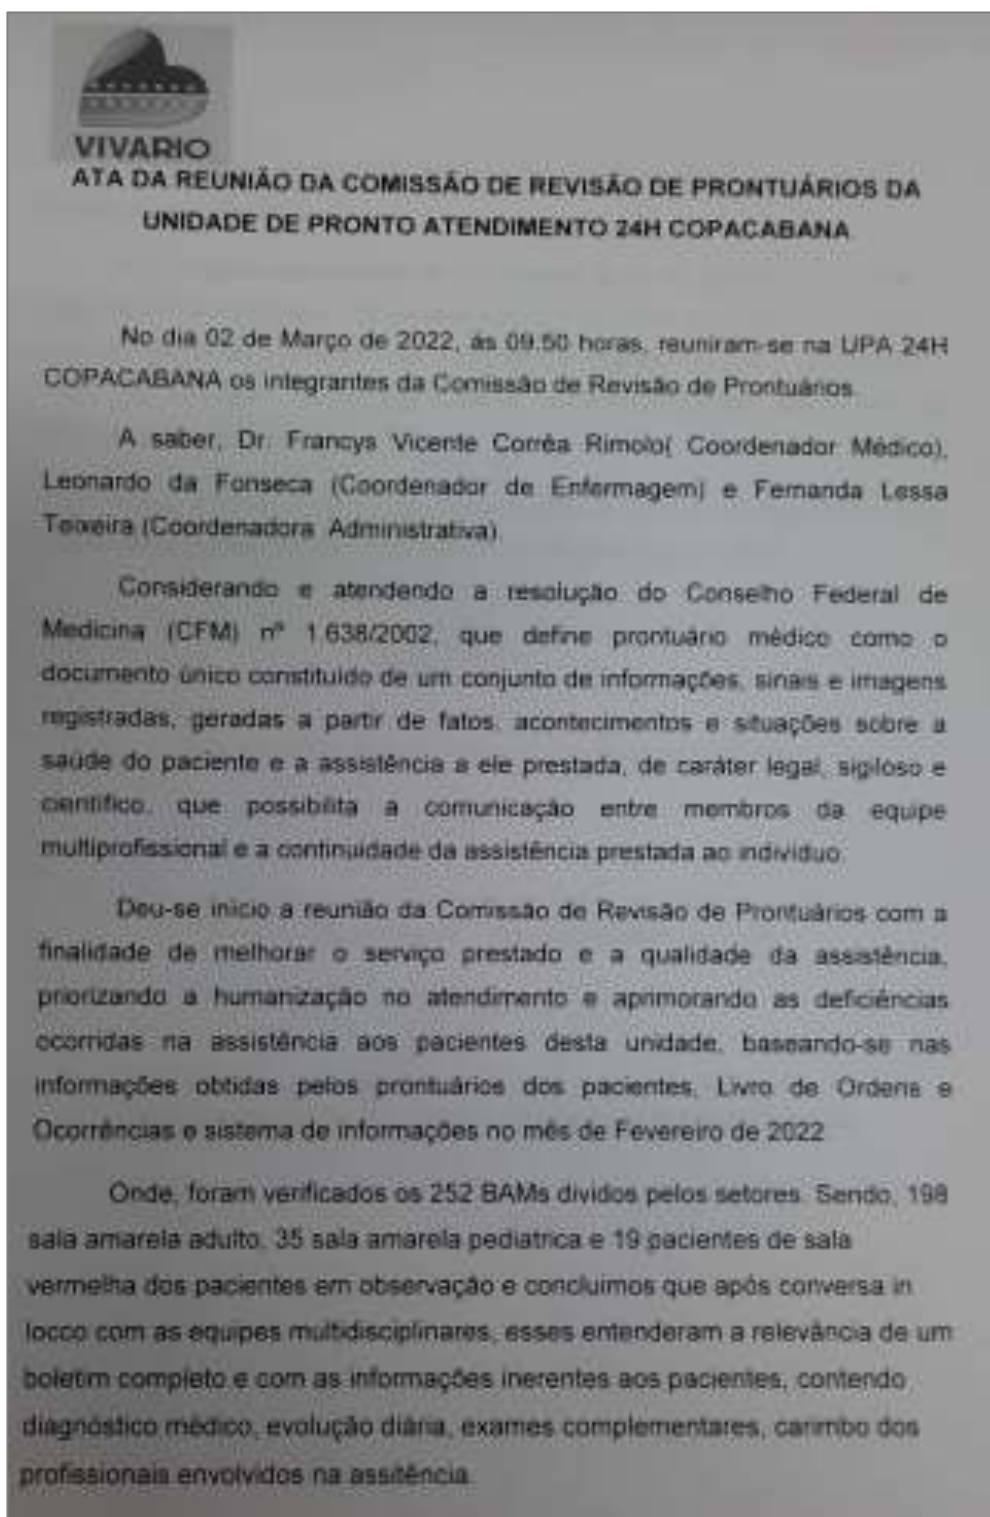 VIVARIO
ATA DA REUNIÃO DA COMISSÃO DE REVISÃO DE PRONTUÁRIOS DA
UNIDADE DE PRONTO ATENDIMENTO 24H COPACABANA
No dia 02 de Março de 2022, ás 09.50 horas, reuniram-se na UPA 24H
COPACABANA os integrantes da Comissão de Revisão de Prontuários.
A saber, Dr. Francys Vicente Corrêa Rimolo( Coordenador Médico),
Leonardo da Fonseca (Coordenador de Enfermagem) e Fernanda Lessa
Teixeira (Coordenadora Administrativa).
Considerando e atendendo a resolução do Conselho Federal de
Medicina (CFM) nº 1.638/2002, que define prontuário médico como o
documento único constituído de um conjunto de informações, sinais e imagens
registradas, geradas a partir de fatos, acontecimentos e situações sobre a
saúde do paciente e a assistência a ele prestada, de caráter legal, sigiloso e
científico, que possibilita a comunicação entre membros da equipe
multiprofissional e a continuidade da assistência prestada ao indivíduo.
Deu-se início a reunião da Comissão de Revisão de Prontuários com a
finalidade de melhorar o serviço prestado e a qualidade da assistência,
priorizando a humanização no atendimento e aprimorando as deficiências
ocorridas na assistência aos pacientes desta unidade, baseando-se nas
informações obtidas pelos prontuários dos pacientes, Livro de Ordens e
Ocorrências e sistema de informações no mês de Fevereiro de 2022
Onde, foram verificados os 252 BAMs dividos pelos setores. Sendo, 198
sala amarela adulto, 35 sala amarela pediatrica e 19 pacientes de sala
vermelha dos pacientes em observação e concluimos que após conversa in
locco com as equipes multidisciplinares, esses entenderam a relevância de um
boletim completo e com as informações inerentes aos pacientes, contendo
diagnóstico médico, evolução diária, exames complementares, carimbo dos
profissionais envolvidos na assitência.